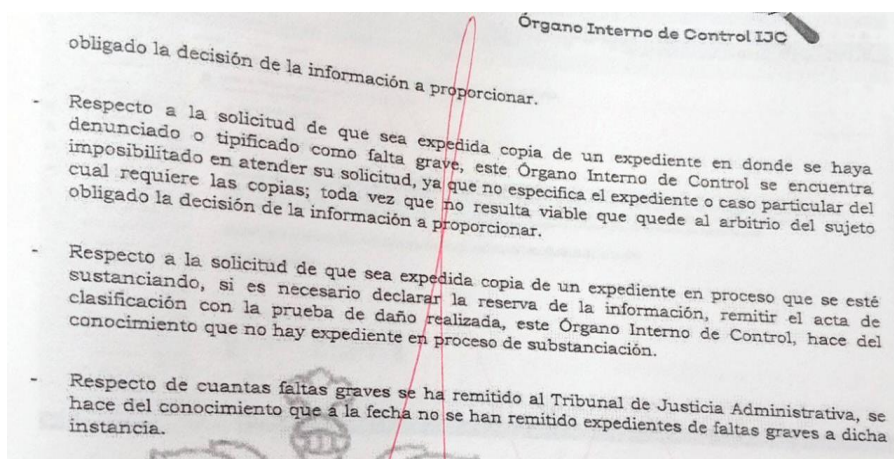 Órgano Interno de Control IJC
obligado la decisión de la información a proporcionar.
- Respecto a la solicitud de que sea expedida copia de un expediente en donde se haya
denunciado o tipificado como falta grave, este Órgano Interno de Control se encuentra
imposibilitado en atender su solicitud, ya que no especifica el expediente o caso particular del
cual requiere las copias; toda vez que no resulta viable que quede al arbitrio del sujeto
obligado la decisión de la información a proporcionar.
- Respecto a la solicitud de que sea expedida copia de un expediente en proceso que se esté
sustanciando, si es necesario declarar la reserva de la información, remitir el acta de
clasificación con la prueba de daño realizada, este Órgano Interno de Control, hace del
conocimiento que no hay expediente en proceso de substanciación.
- Respecto de cuantas faltas graves se ha remitido al Tribunal de Justicia Administrativa, se
hace del conocimiento que a la fecha no se han remitido expedientes de faltas graves a dicha
instancia.